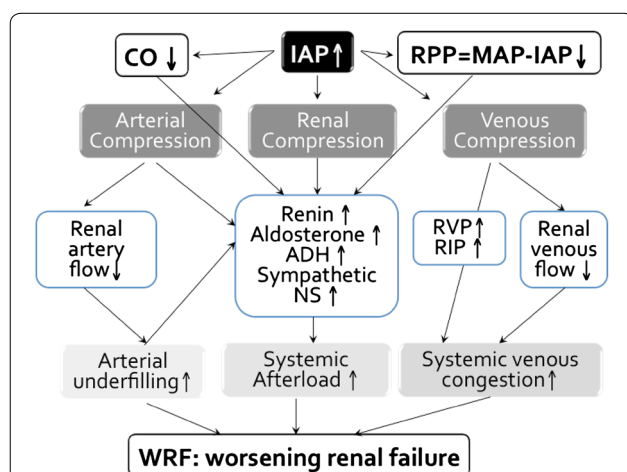 CO ↓
IAP ↑
RPP=MAP-IAP ↓
Arterial
Compression
Renal
Compression
Venous
Compression
Renal
artery
flow ↓
Renin ↑
Aldosterone ↑
ADH ↑
Sympathetic
NS ↑
RVP ↑
RIP ↑
Renal
venous
flow ↓
Arterial
underfilling ↑
Systemic
Afterload ↑
Systemic venous
congestion ↑
WRF: worsening renal failure